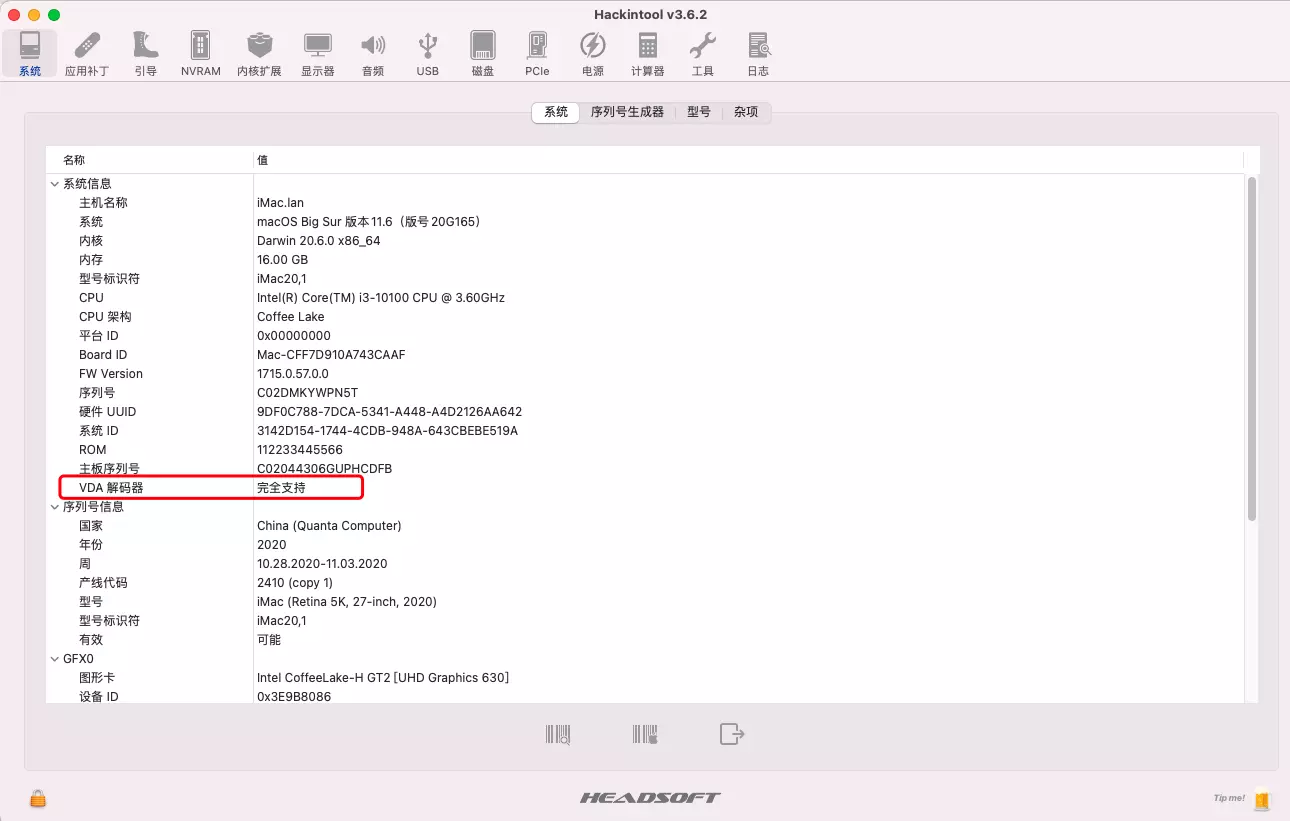 Hackintool v3.6.2
系统 应用补丁 引导 NVRAM 内核扩展 显示器 音频 USB 磁盘 PCIe 电源 计算器 工具 日志
系统 序列号生成器 型号 杂项
名称 值
系统信息
主机名称 iMac.lan
系统 macOS Big Sur 版本11.6（版号20G165）
内核 Darwin 20.6.0 x86_64
内存 16.00 GB
型号标识符 iMac20,1
CPU Intel(R) Core(TM) i3-10100 CPU @ 3.60GHz
CPU 架构 Coffee Lake
平台 ID 0x00000000
Board ID Mac-CFF7D910A743CAAF
FW Version 1715.0.57.0.0
序列号 C02DMKYWPN5T
硬件 UUID 9DF0C788-7DCA-5341-A448-A4D2126AA642
系统 ID 3142D154-1744-4CDB-948A-643CBEBE519A
ROM 112233445566
主板序列号 C02044306GUPHCDFB
VDA 解码器 完全支持
序列号信息
国家 China (Quanta Computer)
年份 2020
周 10.28.2020-11.03.2020
产线代码 2410 (copy 1)
型号 iMac (Retina 5K, 27-inch, 2020)
型号标识符 iMac20,1
有效 可能
GFX0
图形卡 Intel CoffeeLake-H GT2 [UHD Graphics 630]
设备 ID 0x3E9B8086
HEADSOFT
Tip me!